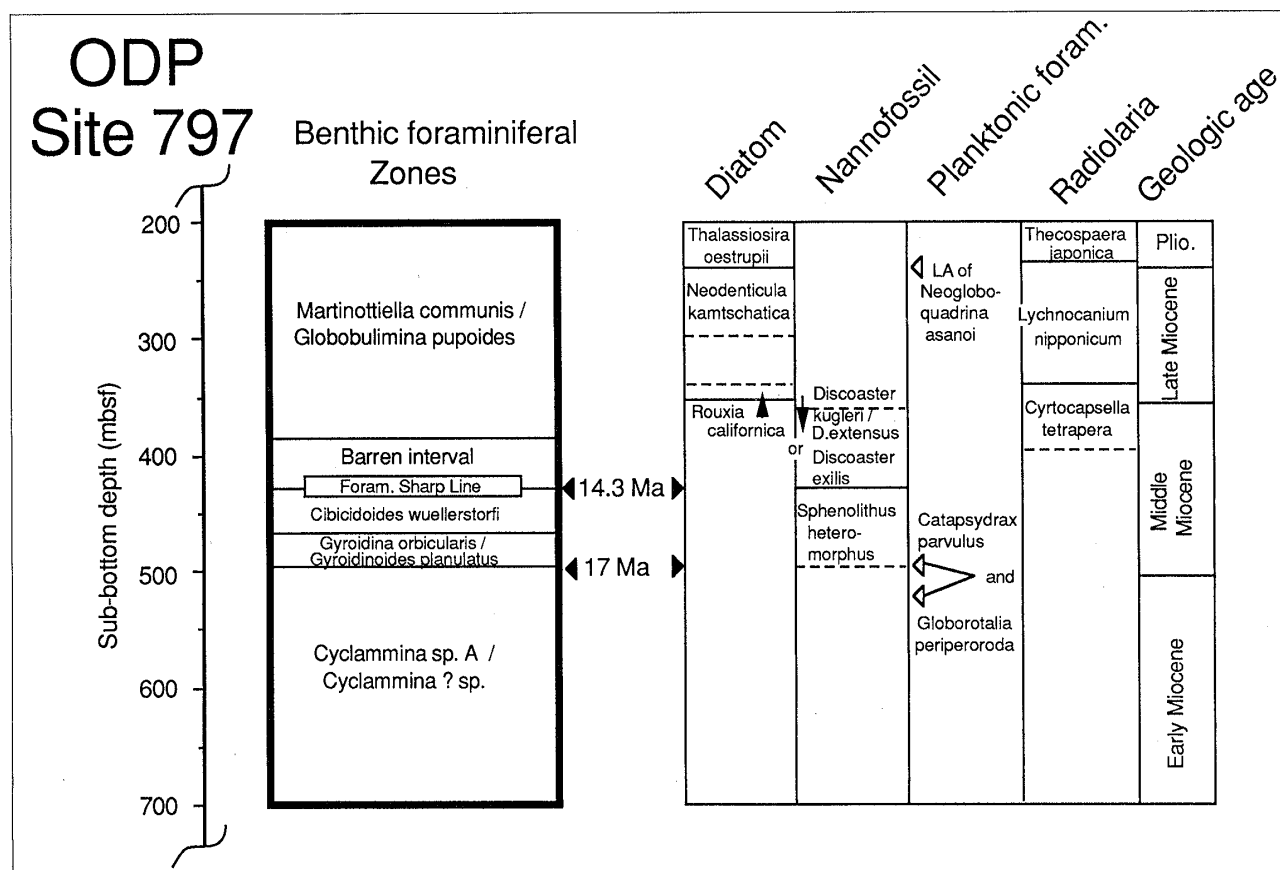 ODP
Site 797
Benthic foraminiferal
Zones
Diatom
Nannofossil
Planktonic foram.
Radiolaria
Geologic age
Sub-bottom depth (mbsf)
200
300
400
500
600
700
Martinottiella communis /
Globobulimina pupoides
Barren interval
Foram. Sharp Line
Cibicidoides wuellerstorfi
Gyroidina orbicularis /
Gyroidinoides planulatus
Cyclammina sp. A /
Cyclammina ? sp.
14.3 Ma
17 Ma
Thalassiosira
oestrupii
Neodenticula
kamtschatica
Rouxia
californica
Discoaster
kugleri /
D.extensus
or
Discoaster
exilis
Sphenolithus
hetero-
morphus
LA of
Neoglobo-
quadrina
asanoi
Catapsydrax
parvulus
and
Globorotalia
periperoroda
Thecospaera
japonica
Lychnocanium
nipponicum
Cyrtocapsella
tetrapera
Plio.
Late Miocene
Middle
Miocene
Early Miocene